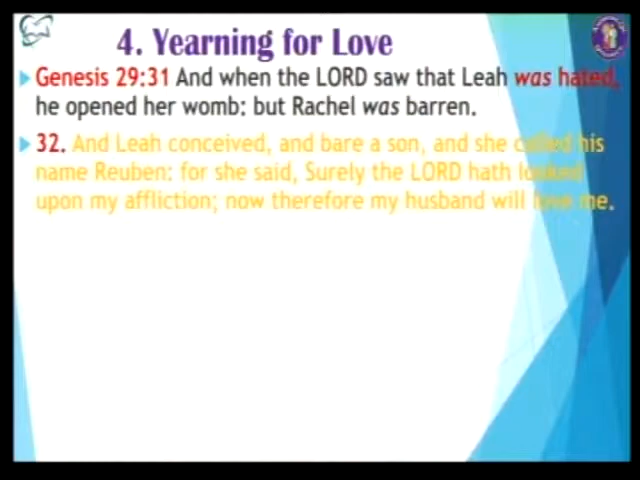 4. Yearning for Love
Genesis 29:31 And when the LORD saw that Leah was hated,
he opened her womb: but Rachel was barren.
32. And Leah conceived, and bare a son, and she called his
name Reuben: for she said, Surely the LORD hath looked
upon my affliction; now therefore my husband will love me.